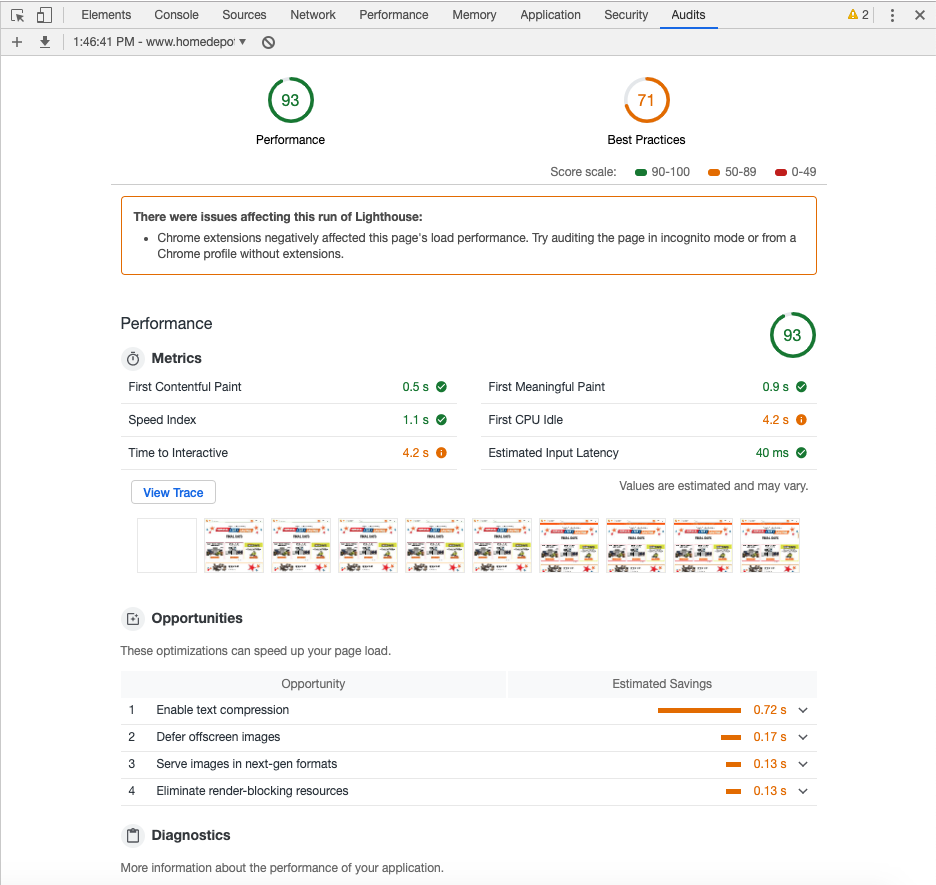 Elements Console Sources Network Performance Memory Application Security Audits 2
1:46:41 PM - www.homedepo
93 71
Performance Best Practices
Score scale: 90-100 50-89 0-49
There were issues affecting this run of Lighthouse:
• Chrome extensions negatively affected this page's load performance. Try auditing the page in incognito mode or from a
Chrome profile without extensions.
Performance 93
Metrics
First Contentful Paint 0.5 s First Meaningful Paint 0.9 s
Speed Index 1.1 s First CPU Idle 4.2 s
Time to Interactive 4.2 s Estimated Input Latency 40 ms
View Trace Values are estimated and may vary.
Opportunities
These optimizations can speed up your page load.
Opportunity Estimated Savings
1 Enable text compression 0.72 s
2 Defer offscreen images 0.17 s
3 Serve images in next-gen formats 0.13 s
4 Eliminate render-blocking resources 0.13 s
Diagnostics
More information about the performance of your application.